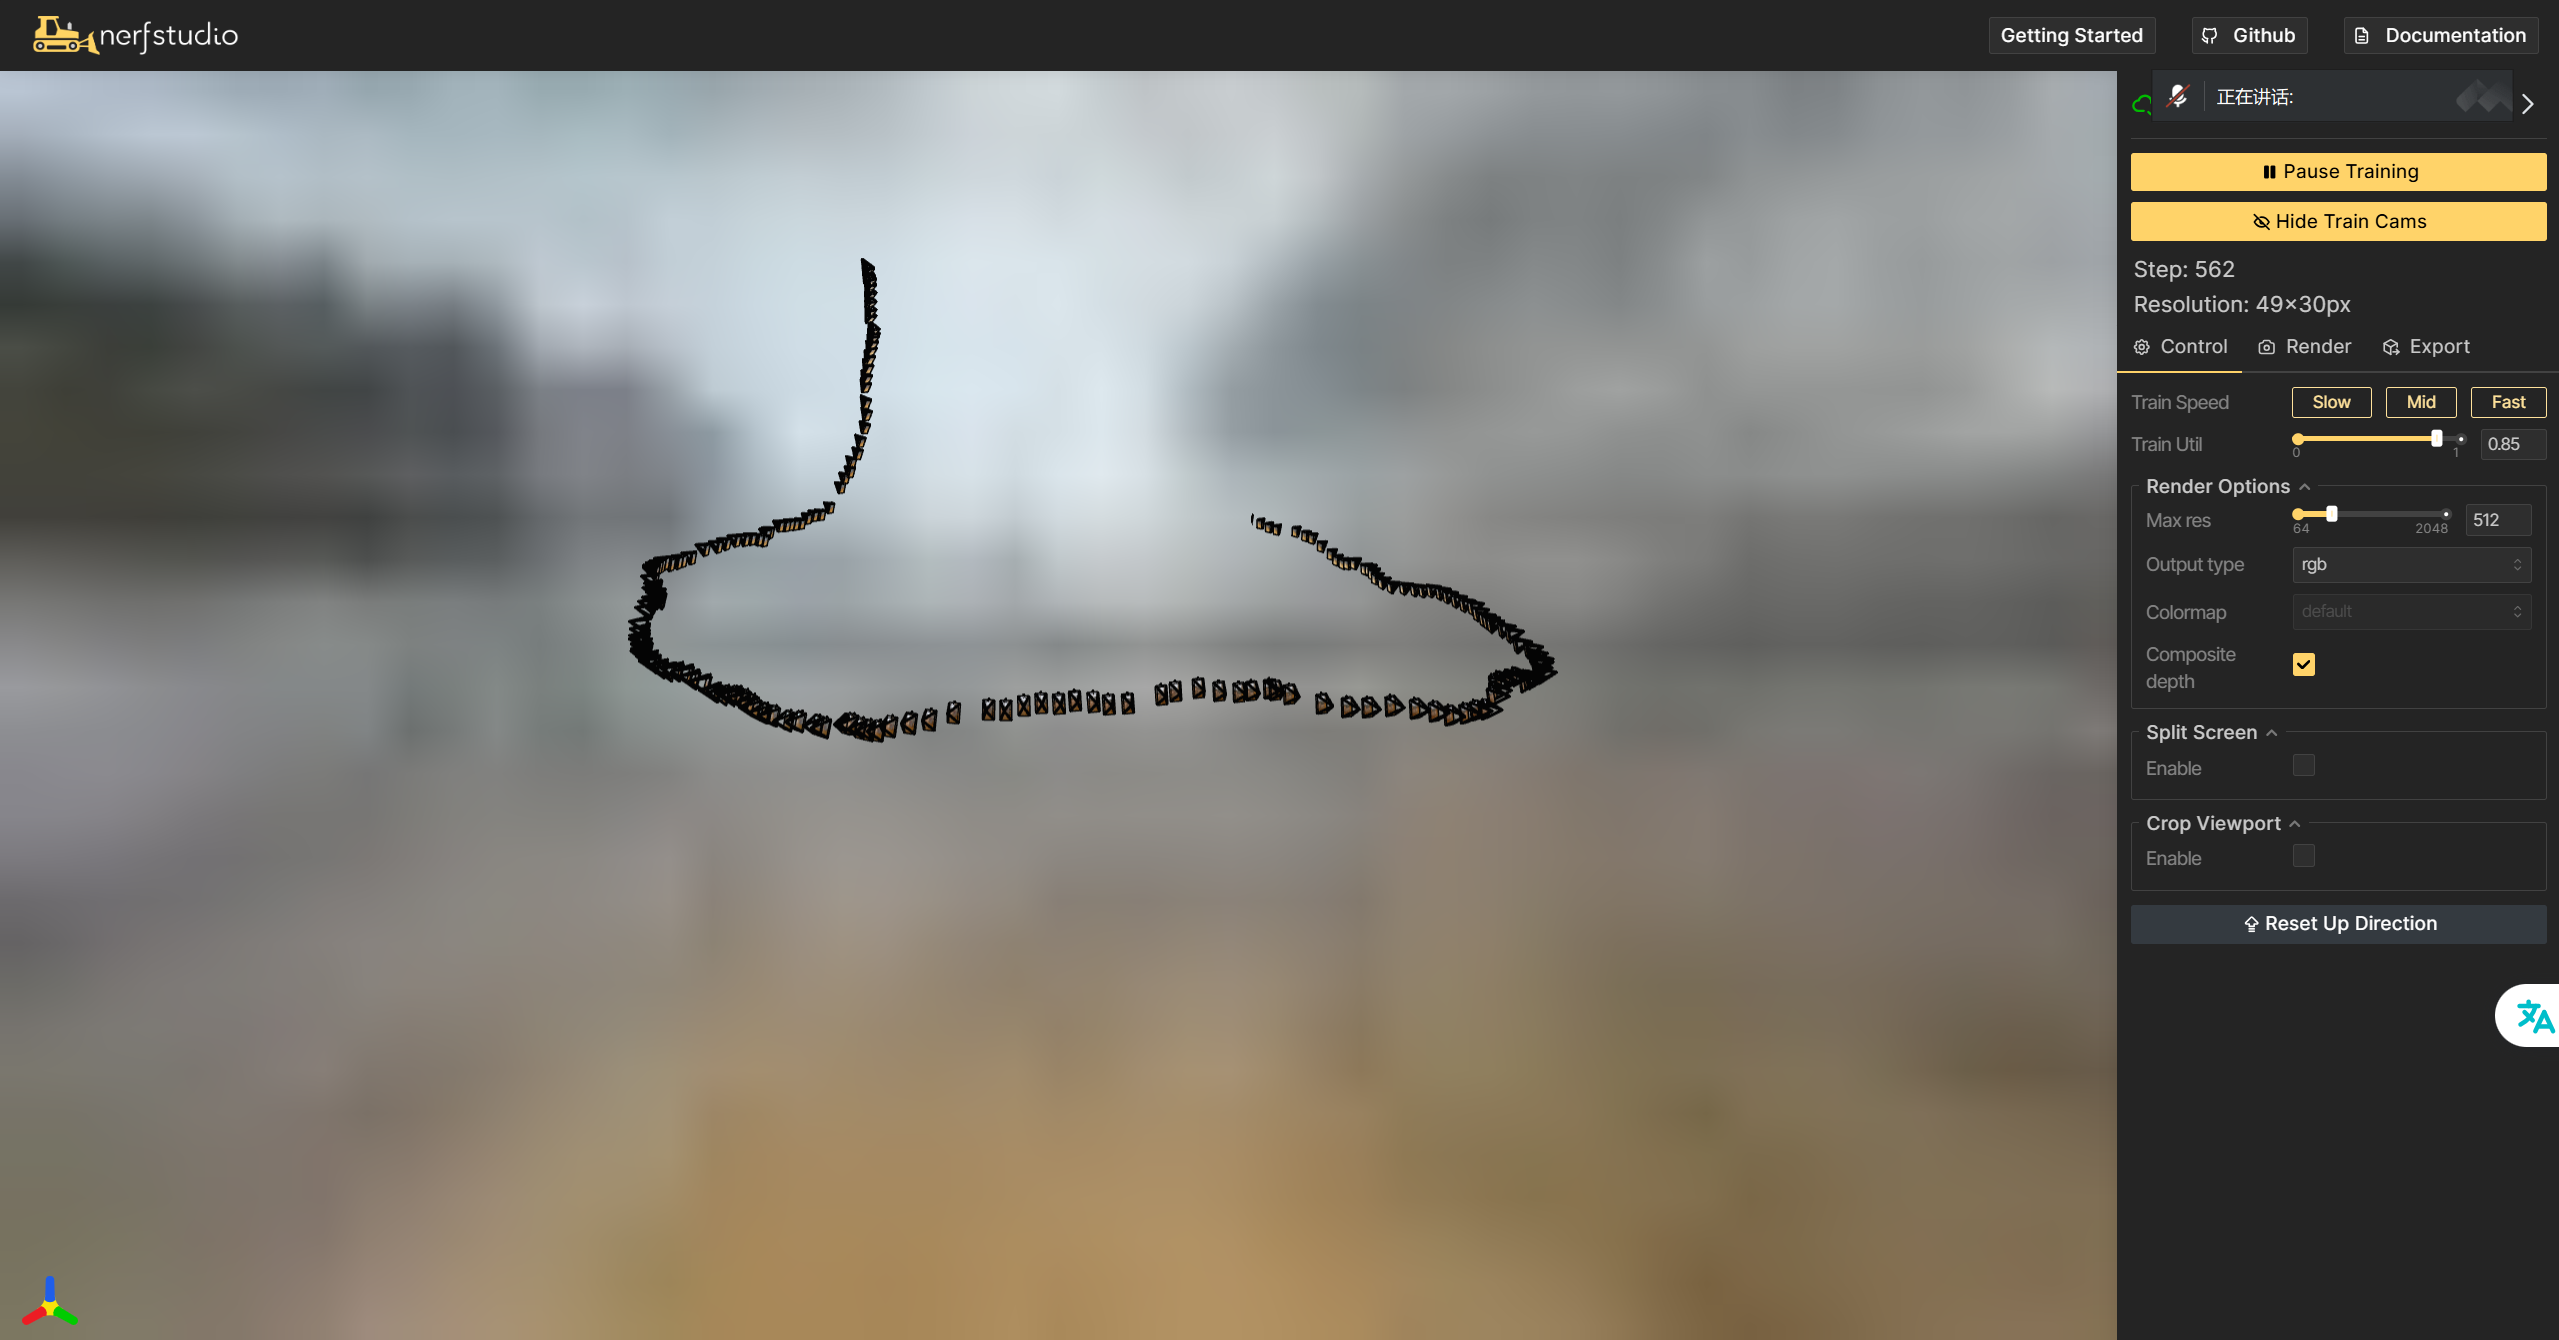 nerfstudio
Getting Started
Github
Documentation
正在讲话:
Pause Training
Hide Train Cams
Step: 562
Resolution: 49×30px
Control Render Export
Train Speed Slow Mid Fast
Train Util 0 1 0.85
Render Options
Max res 64 2048 512
Output type rgb
Colormap default
Composite
depth
Split Screen
Enable
Crop Viewport
Enable
Reset Up Direction
文A